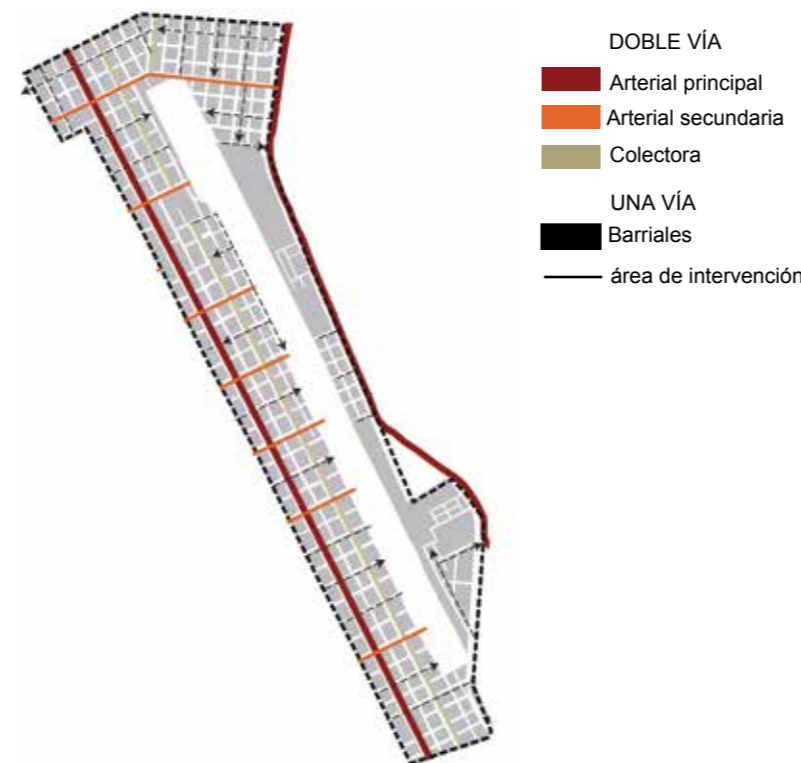 DOBLE VÍA
Arterial principal
Arterial secundaria
Colectora
UNA VÍA
Barriales
área de intervención